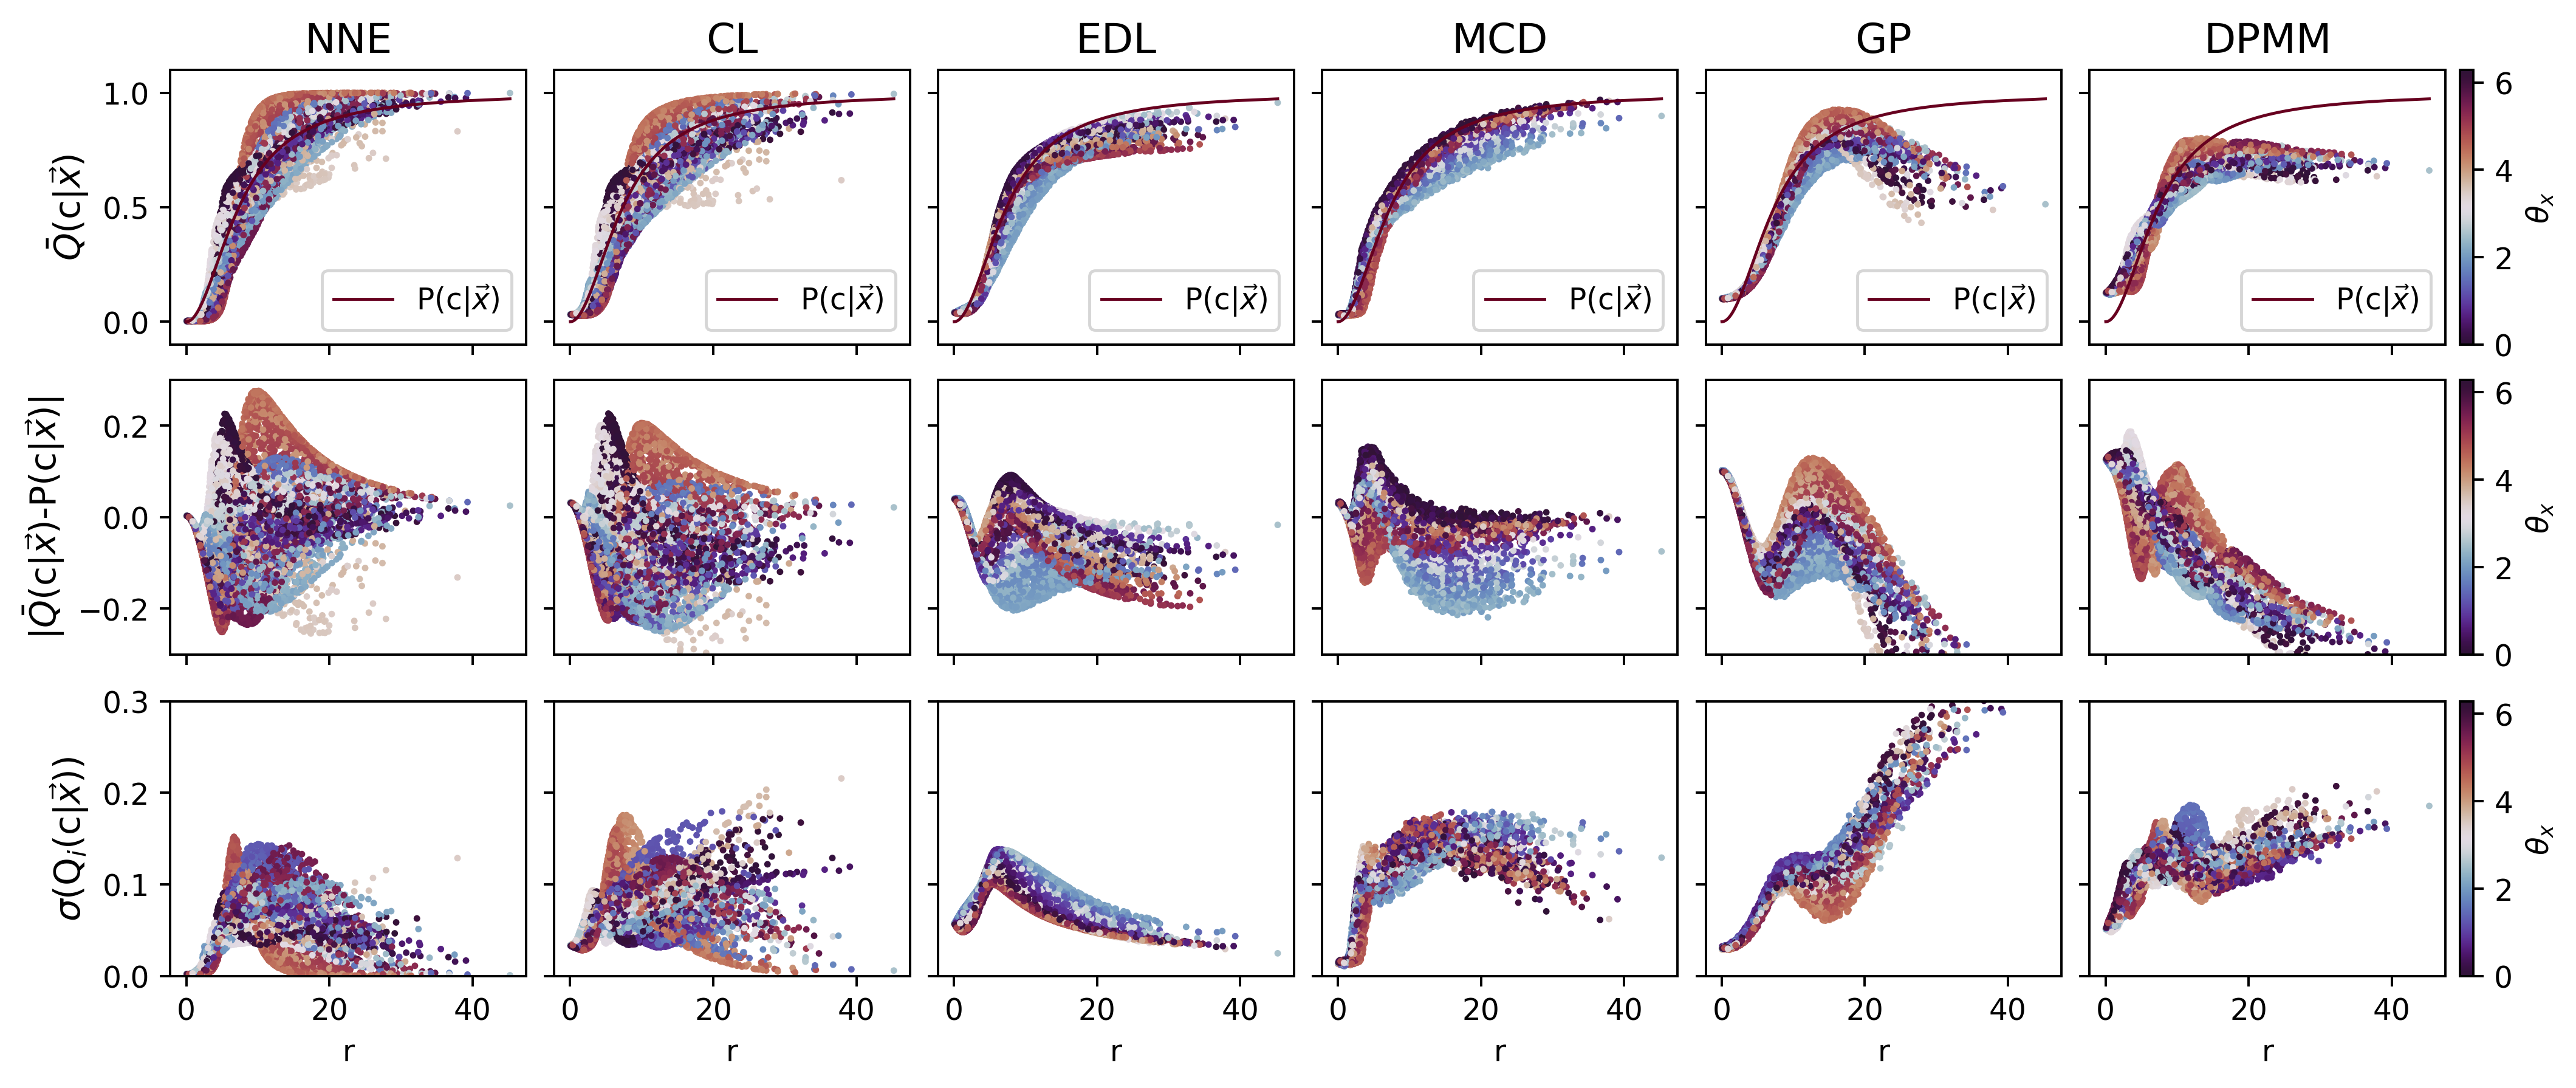 NNE CL EDL MCD GP DPMM
Q̄(c|x⃗)
1.0
0.5
0.0
P(c|x⃗) P(c|x⃗) P(c|x⃗) P(c|x⃗) P(c|x⃗) P(c|x⃗)
6
4
2
0
θₓ
|Q̄(c|x⃗)-P(c|x⃗)|
0.2
0.0
−0.2
6
4
2
0
θₓ
σ(Qᵢ(c|x⃗))
0.3
0.2
0.1
0.0
6
4
2
0
θₓ
0 20 40 0 20 40 0 20 40 0 20 40 0 20 40 0 20 40
r r r r r r